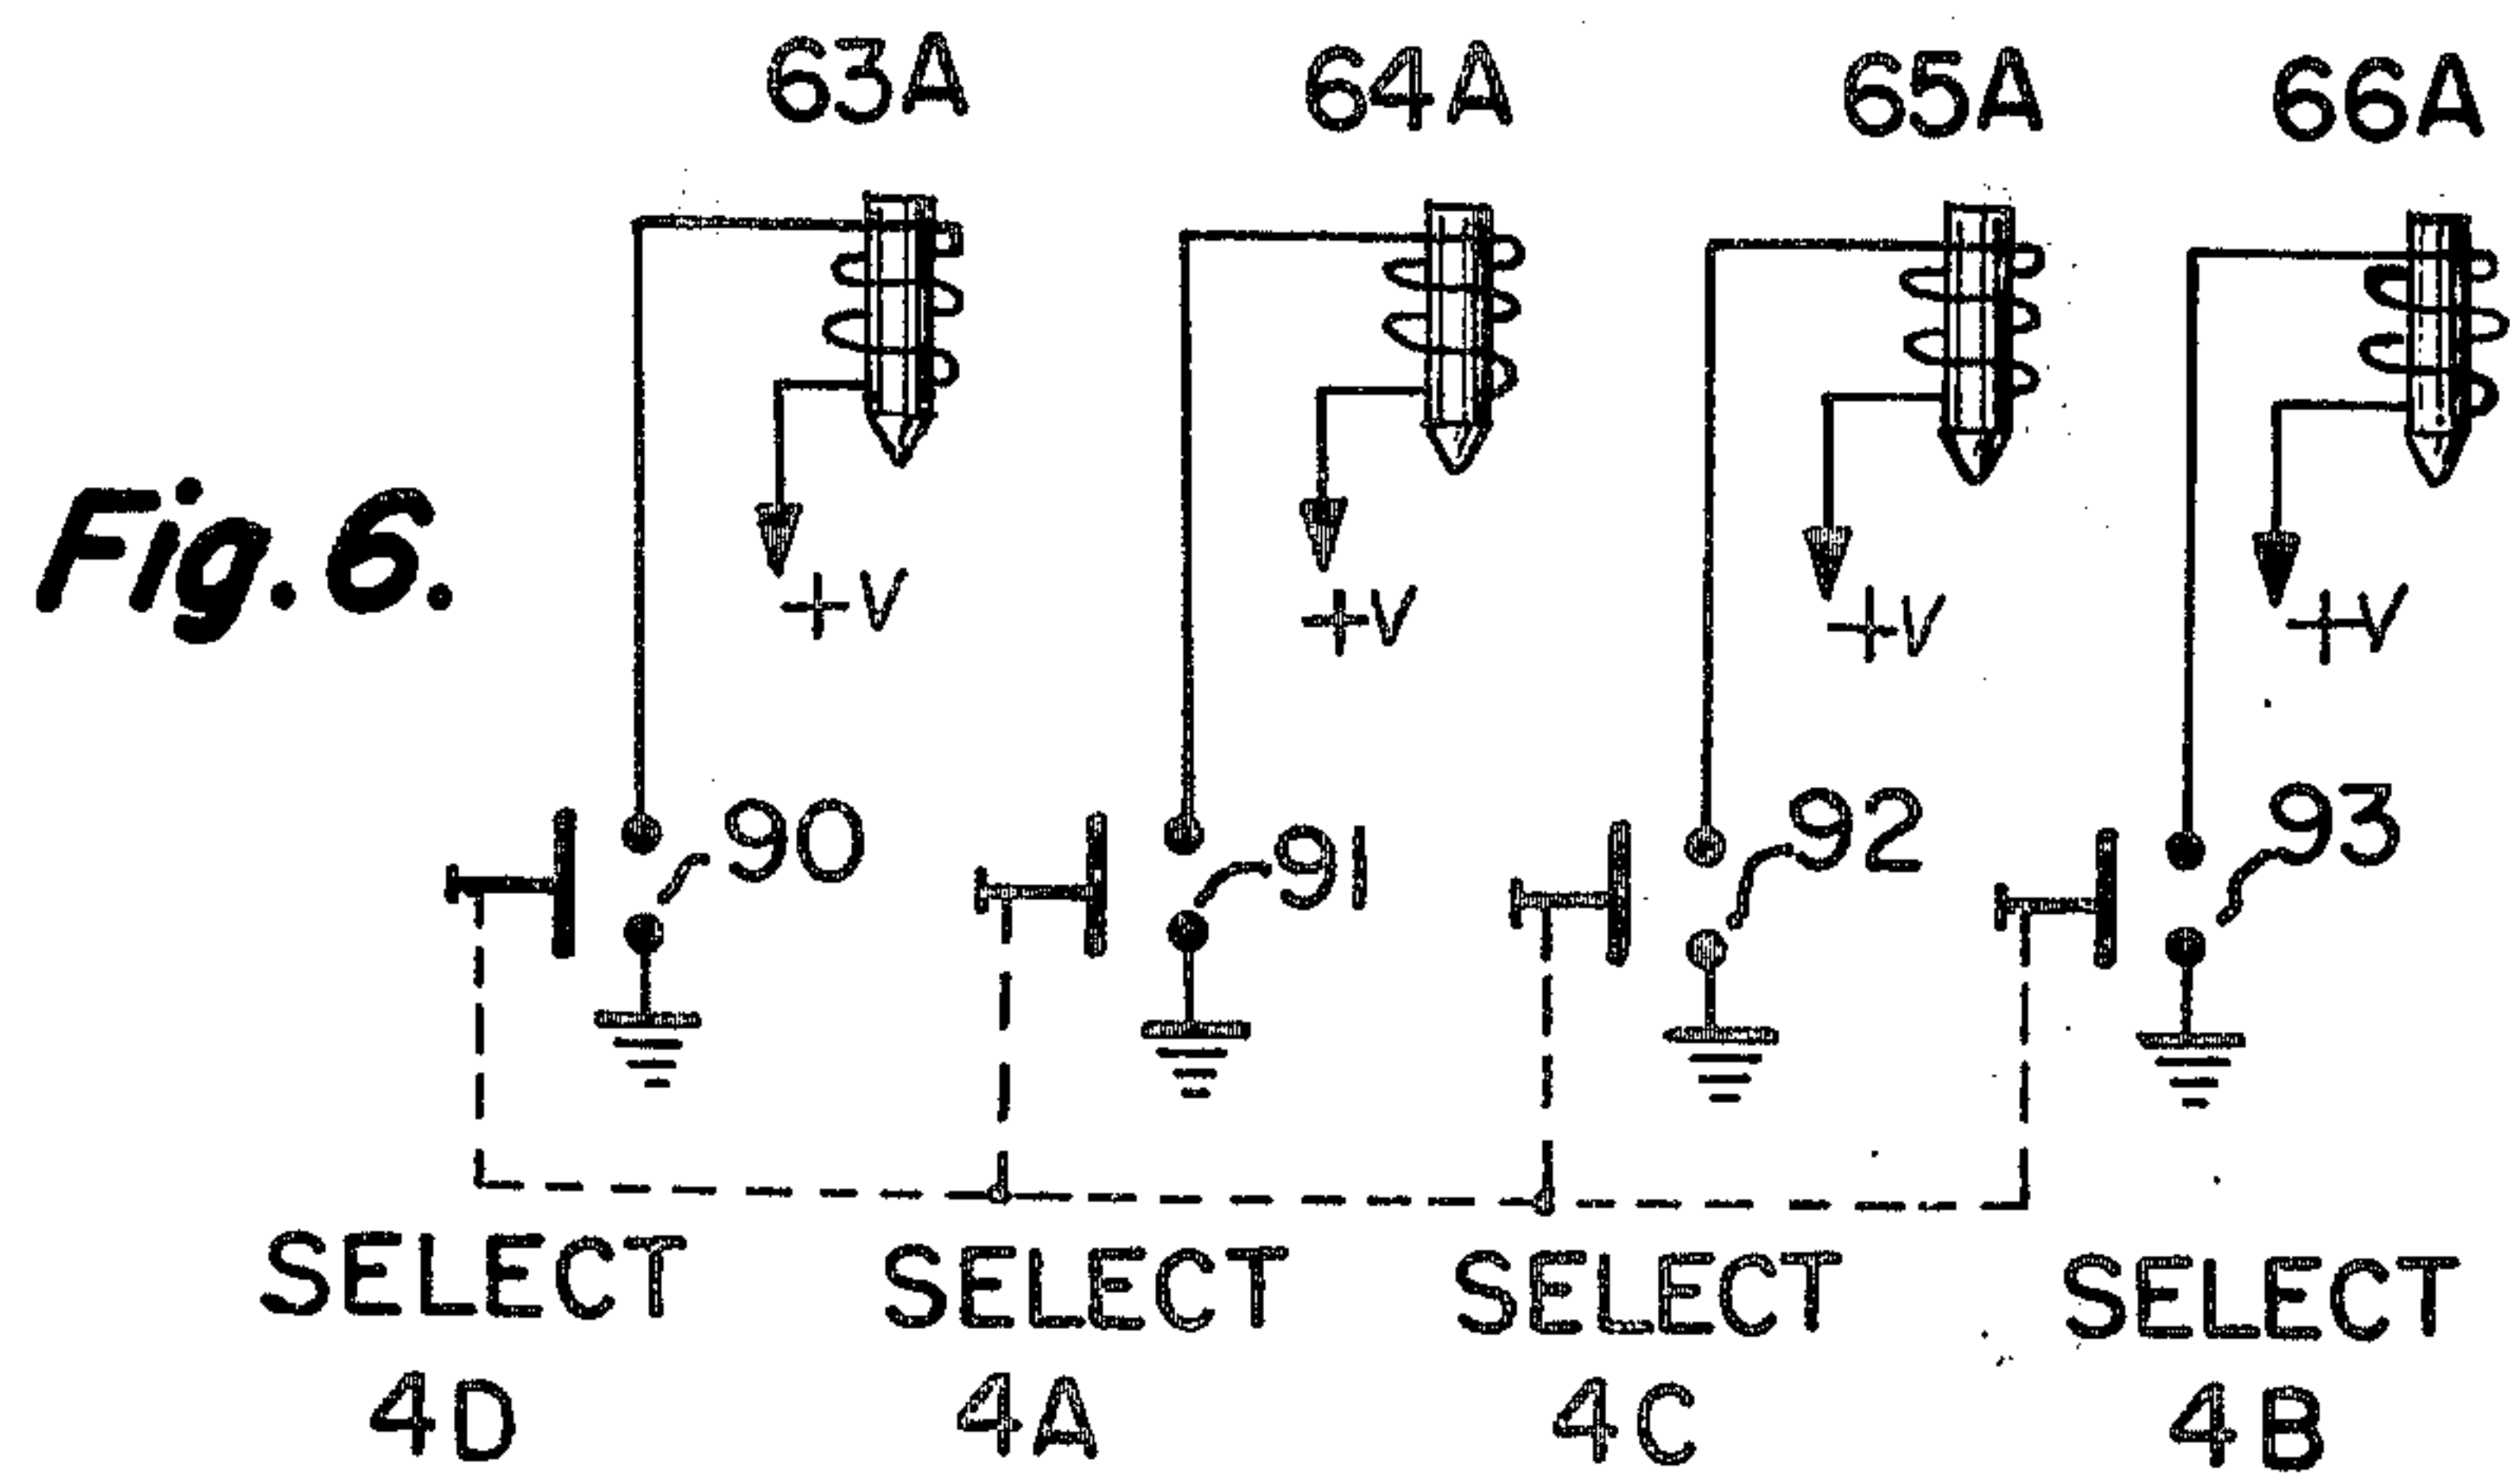 63A 64A 65A 66A
Fig. 6.
+V +V +V +V
90 91 92 93
SELECT SELECT SELECT SELECT
4D 4A 4C 4B